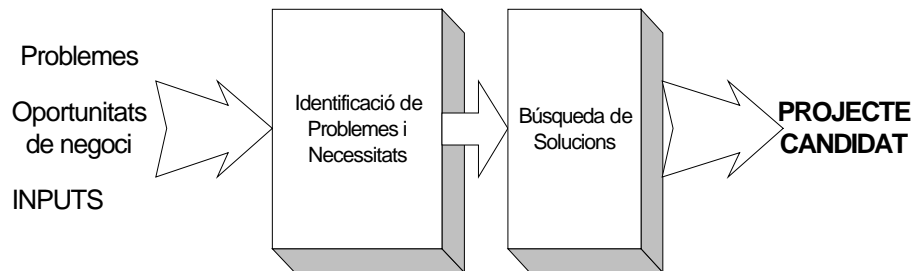 Problemes
Oportunitats
de negoci
INPUTS
Identificació de
Problemes i
Necessitats
Búsqueda de
Solucions
PROJECTE
CANDIDAT